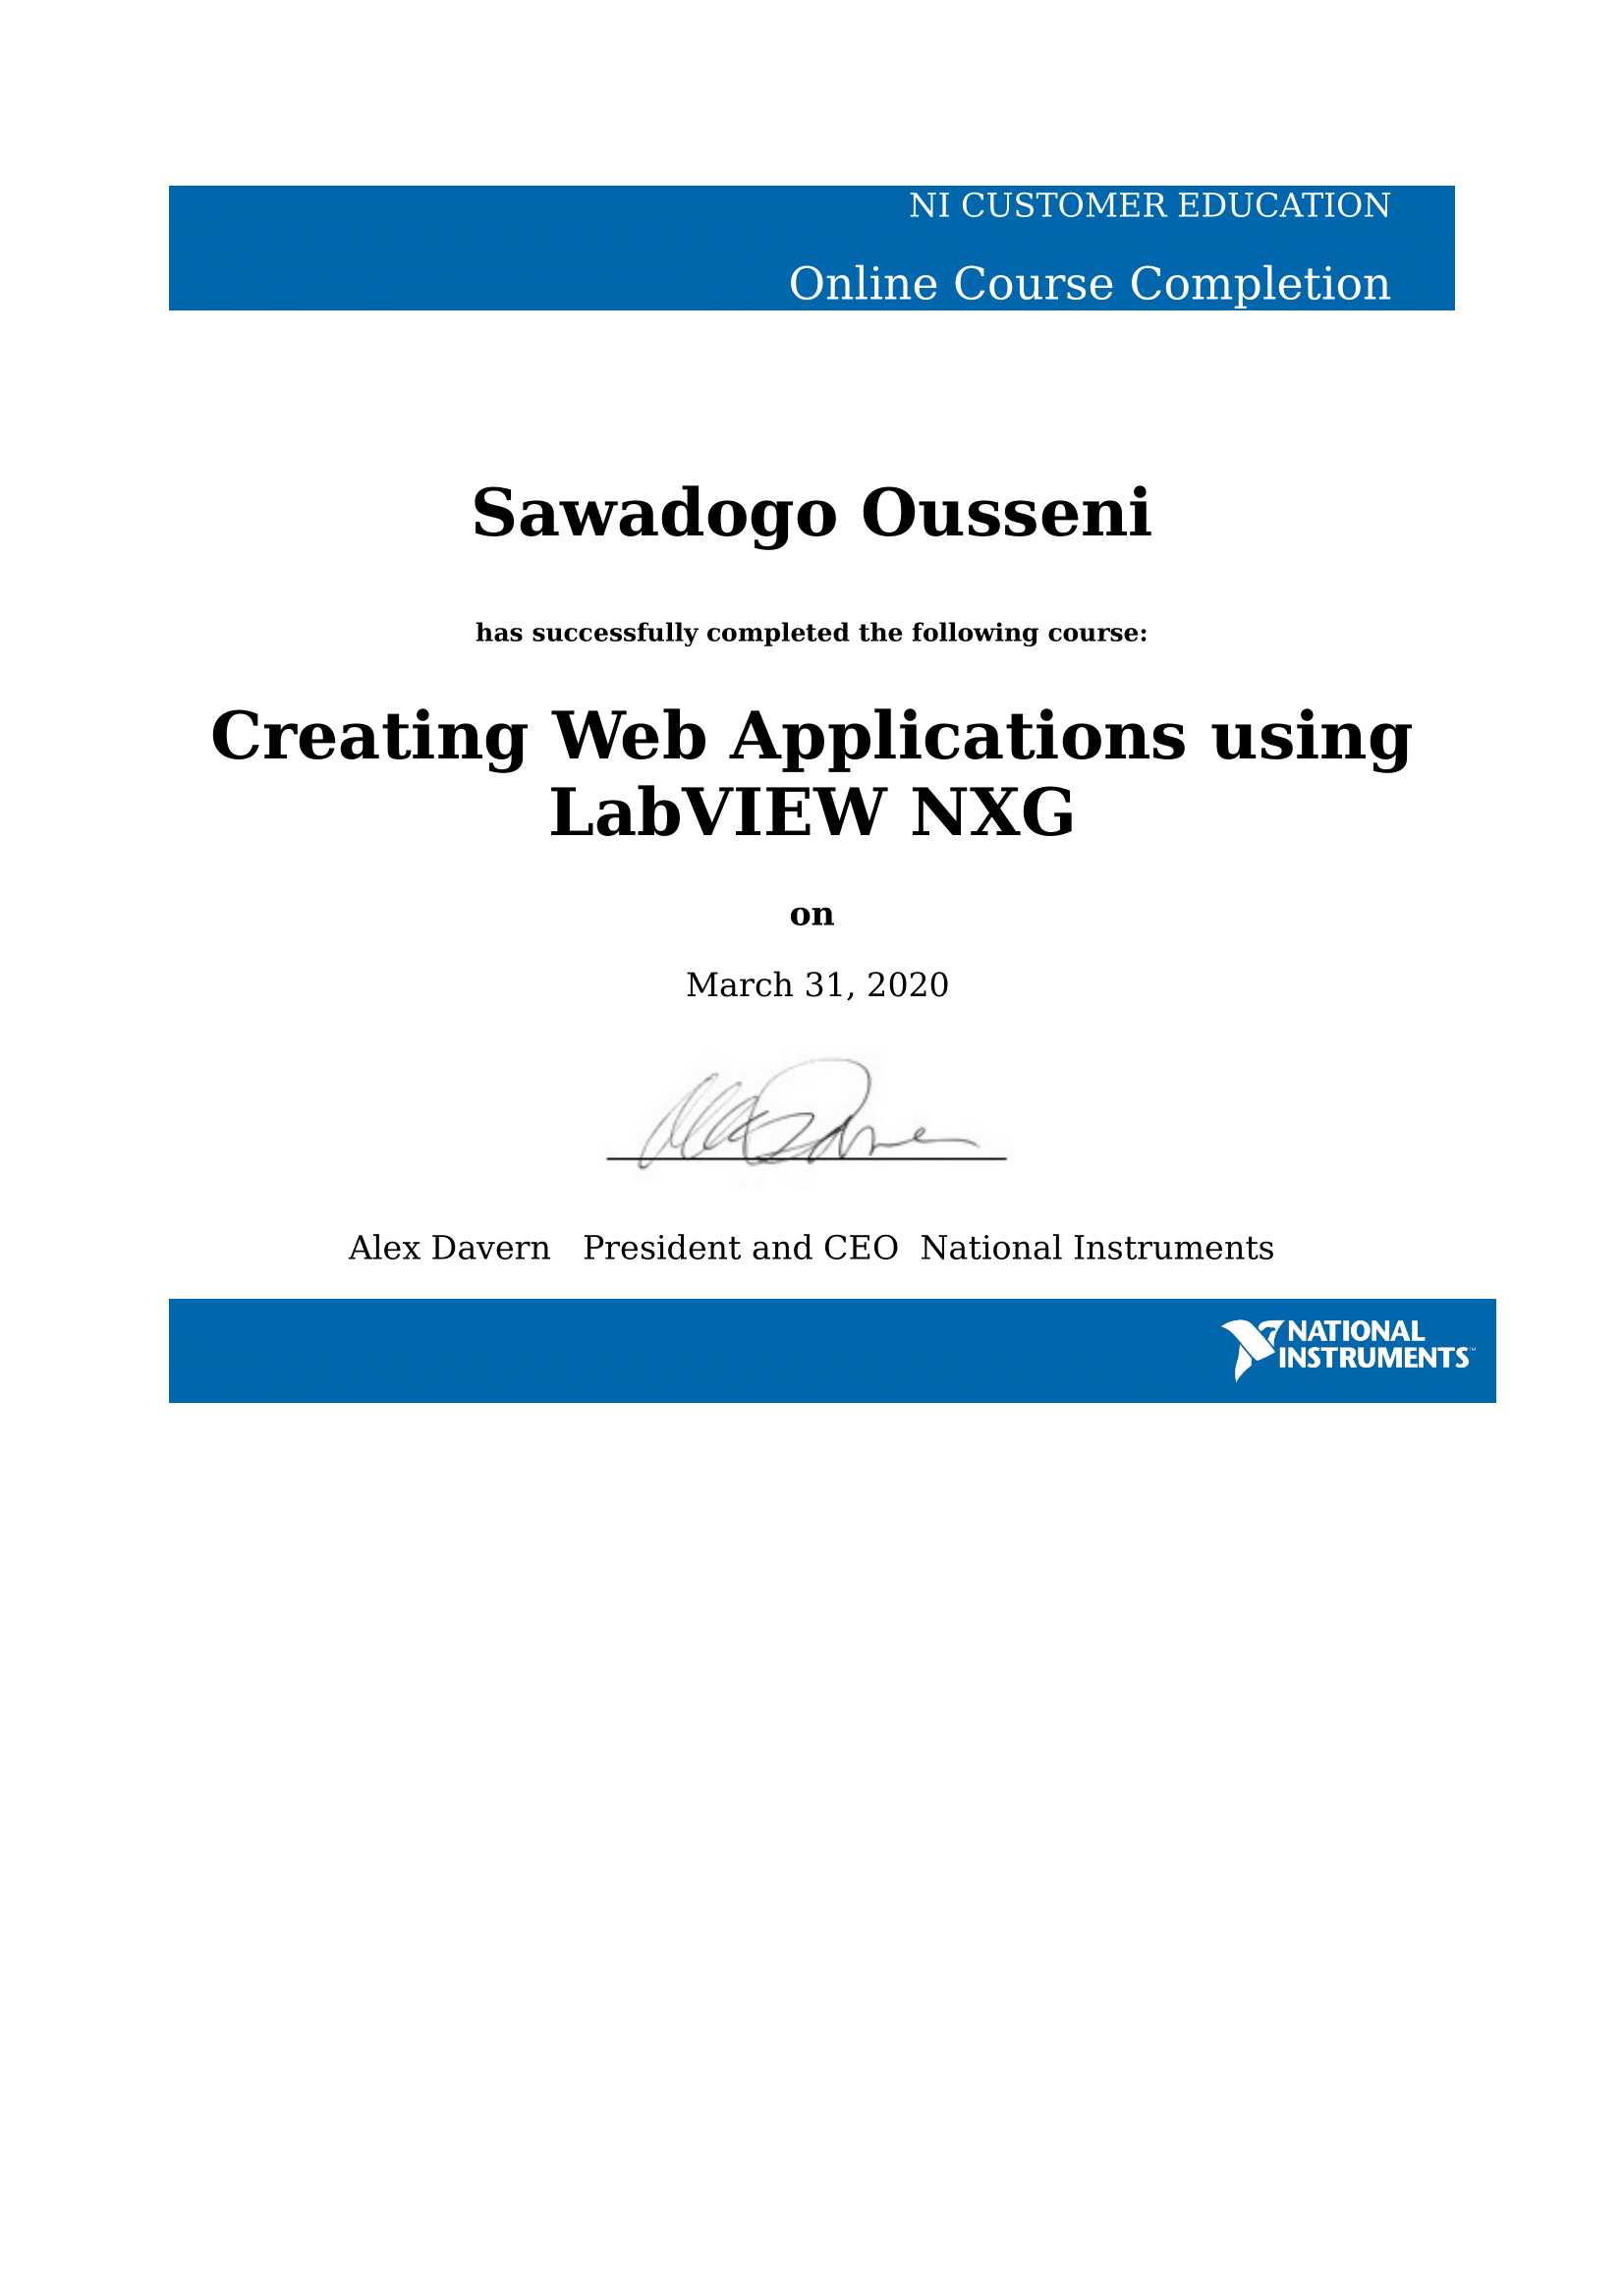 NI CUSTOMER EDUCATION
Online Course Completion
Sawadogo Ousseni
has successfully completed the following course:
Creating Web Applications using
LabVIEW NXG
on
March 31, 2020
Alex Davern   President and CEO  National Instruments
NATIONAL
INSTRUMENTS™